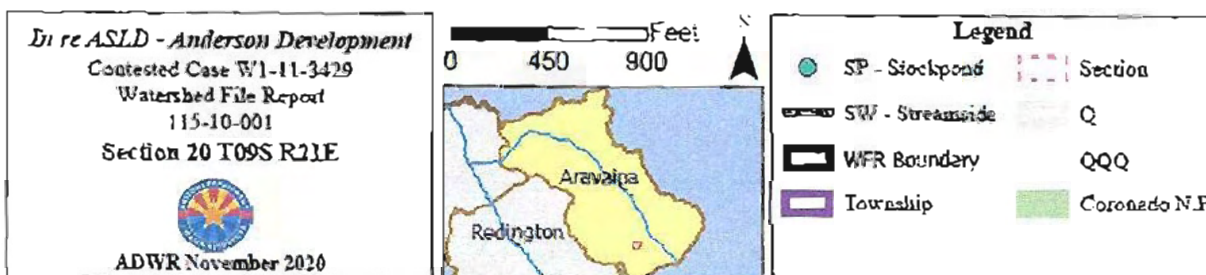 In re ASLD - Anderson Development
Contested Case W1-11-3429
Watershed File Report
115-10-001
Section 20 T09S R21E
ADWR November 2020
Feet
0 450 900
N
Aravaipa
Redington
Legend
SP - Stockpond
Section
SW - Streamside
Q
WFR Boundary
QQQ
Township
Coronado N.F